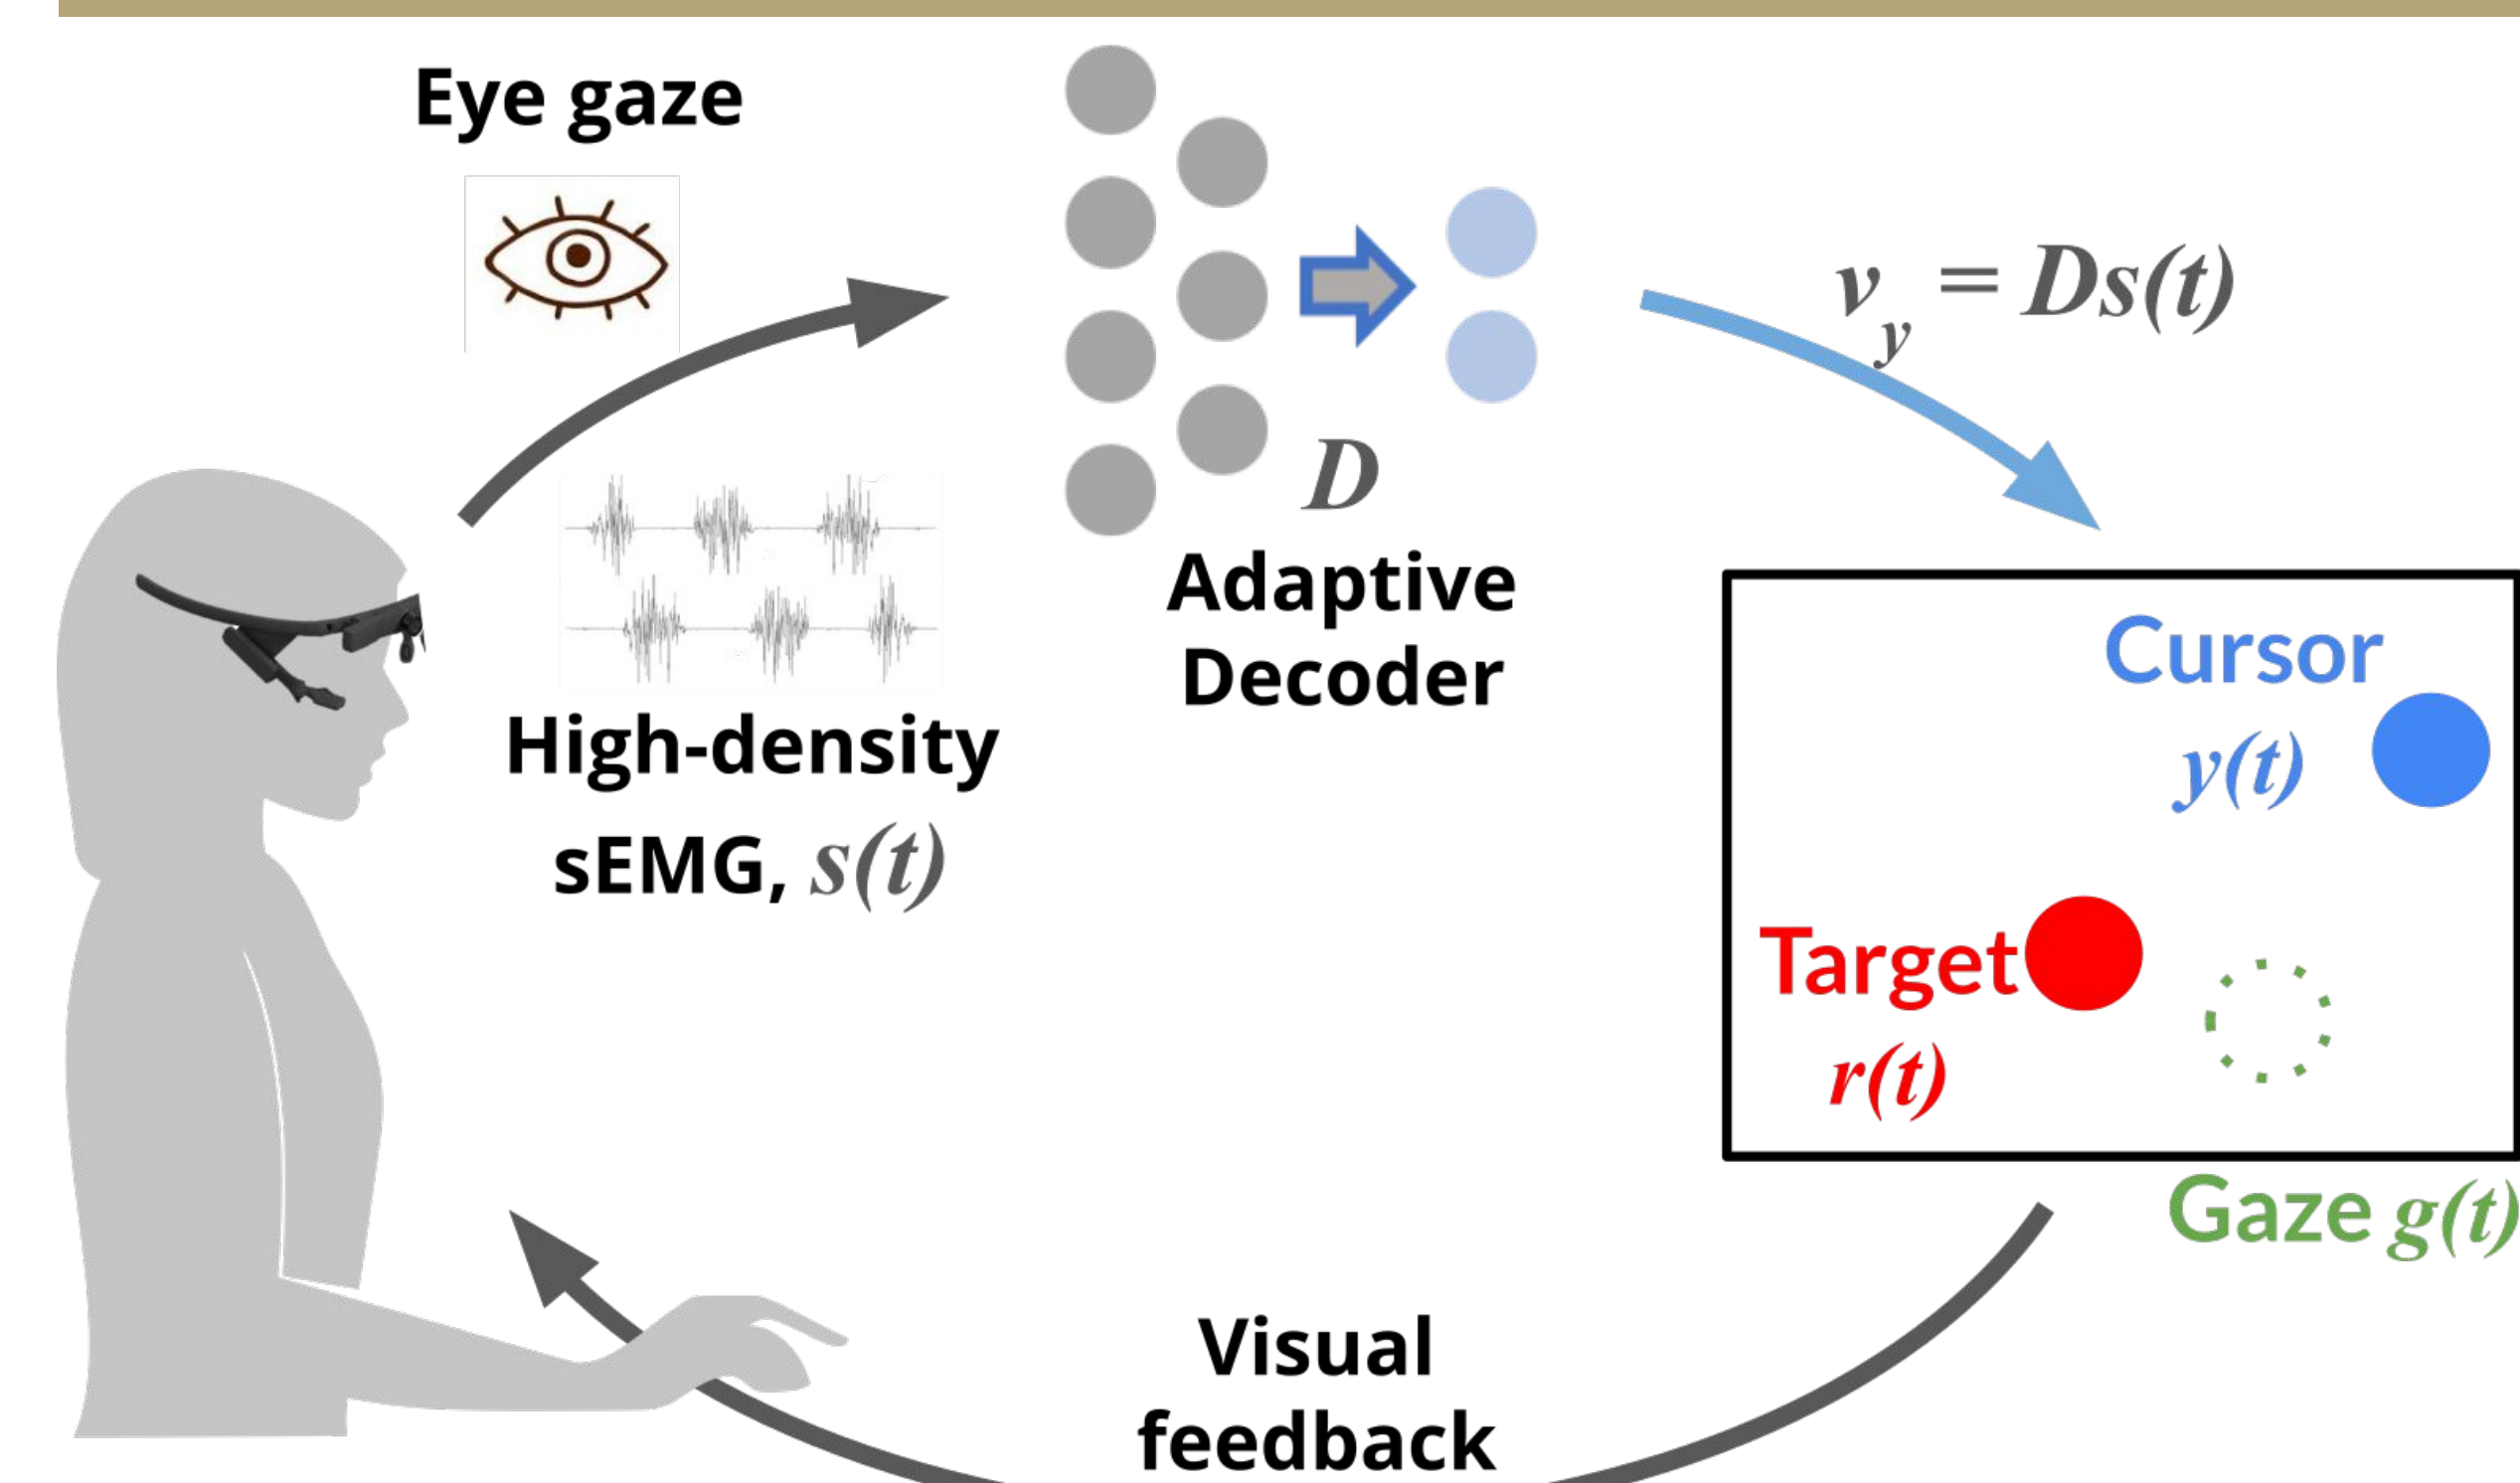 Eye gaze
High-density
sEMG, s(t)
D
Adaptive
Decoder
v_y = Ds(t)
Cursor
y(t)
Target
r(t)
Gaze g(t)
Visual
feedback